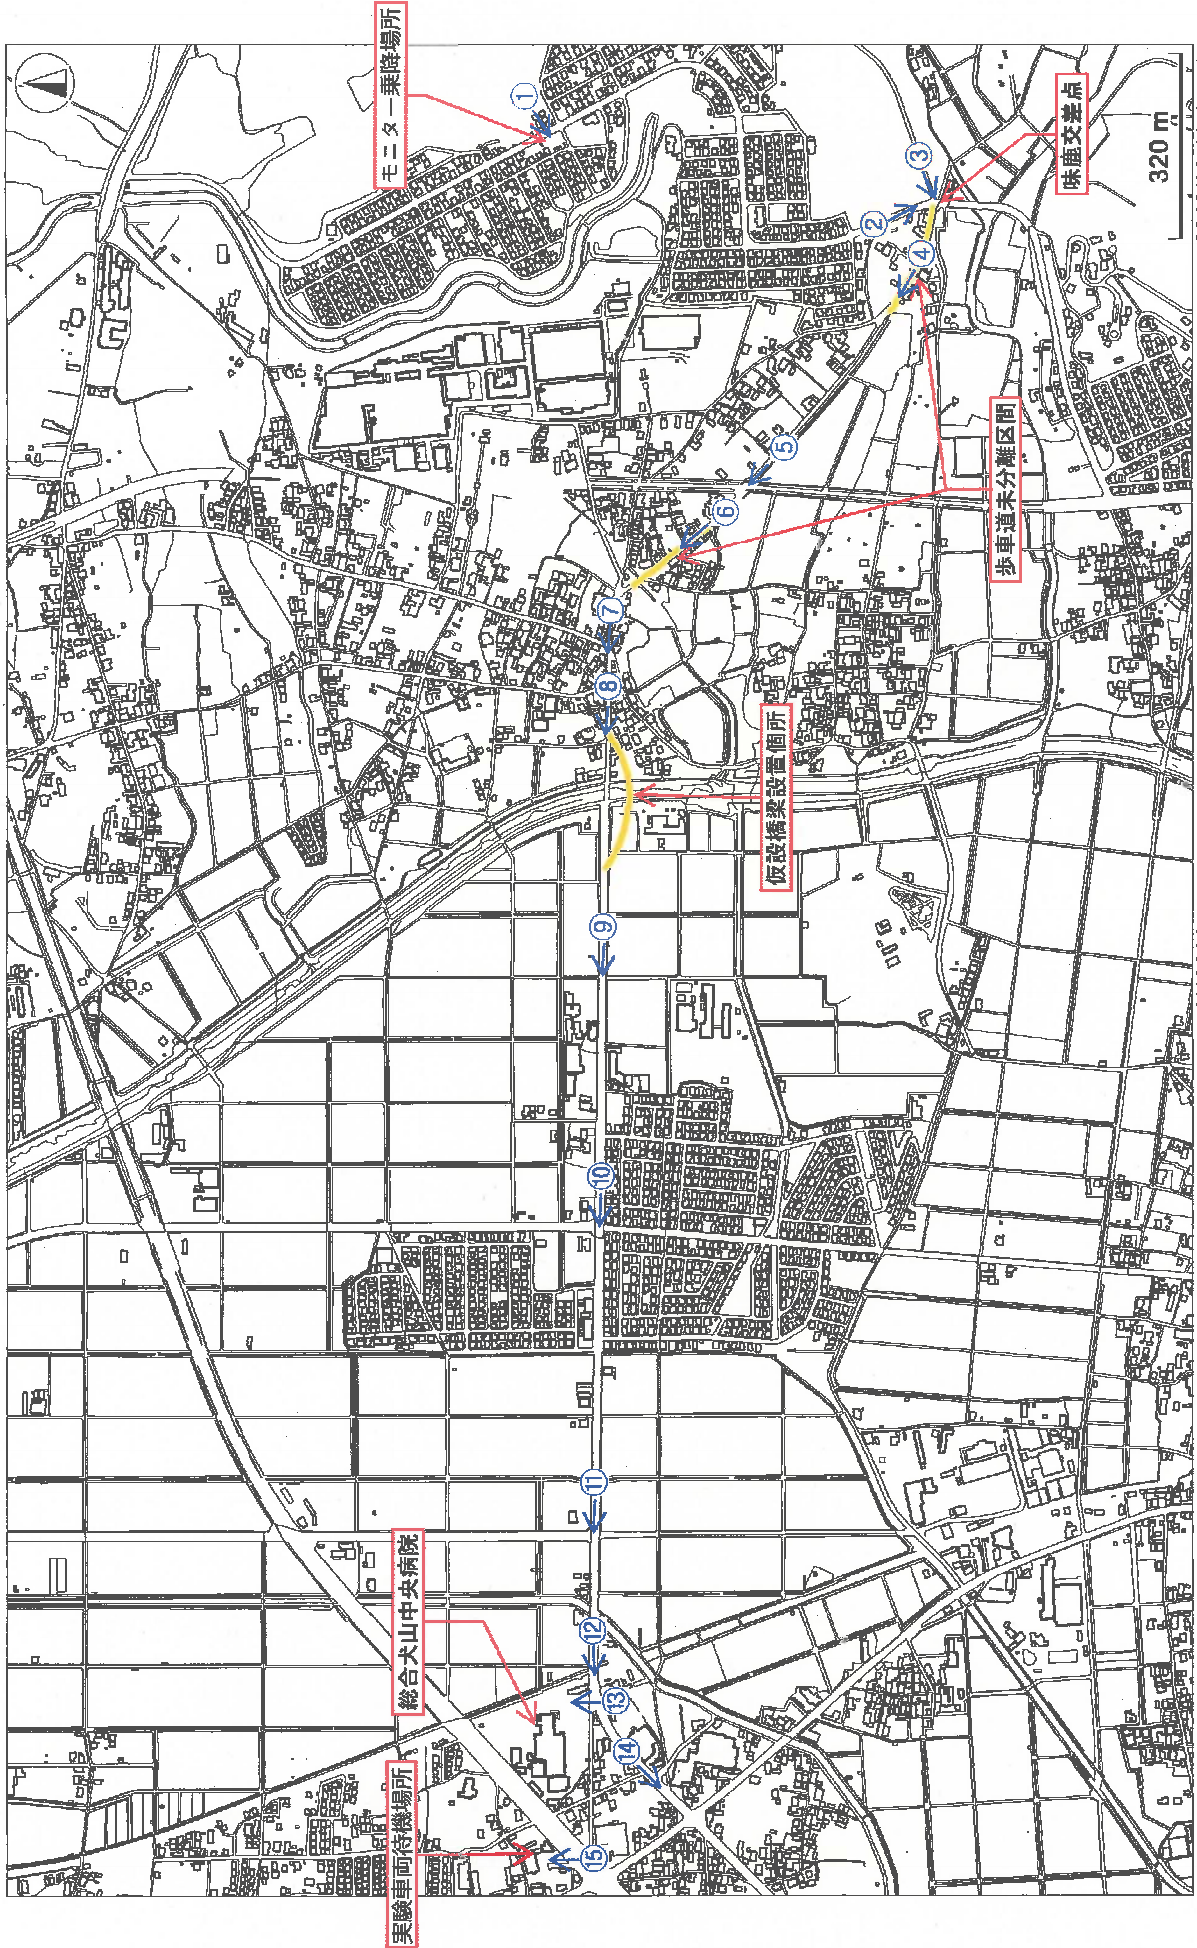 モニター乗降場所
味鹿交差点
320 m
歩車道未分離区間
仮設橋梁設置個所
総合犬山中央病院
実験車両待機場所
①
②
③
④
⑤
⑥
⑦
⑧
⑨
⑩
⑪
⑫
⑬
⑭
⑮